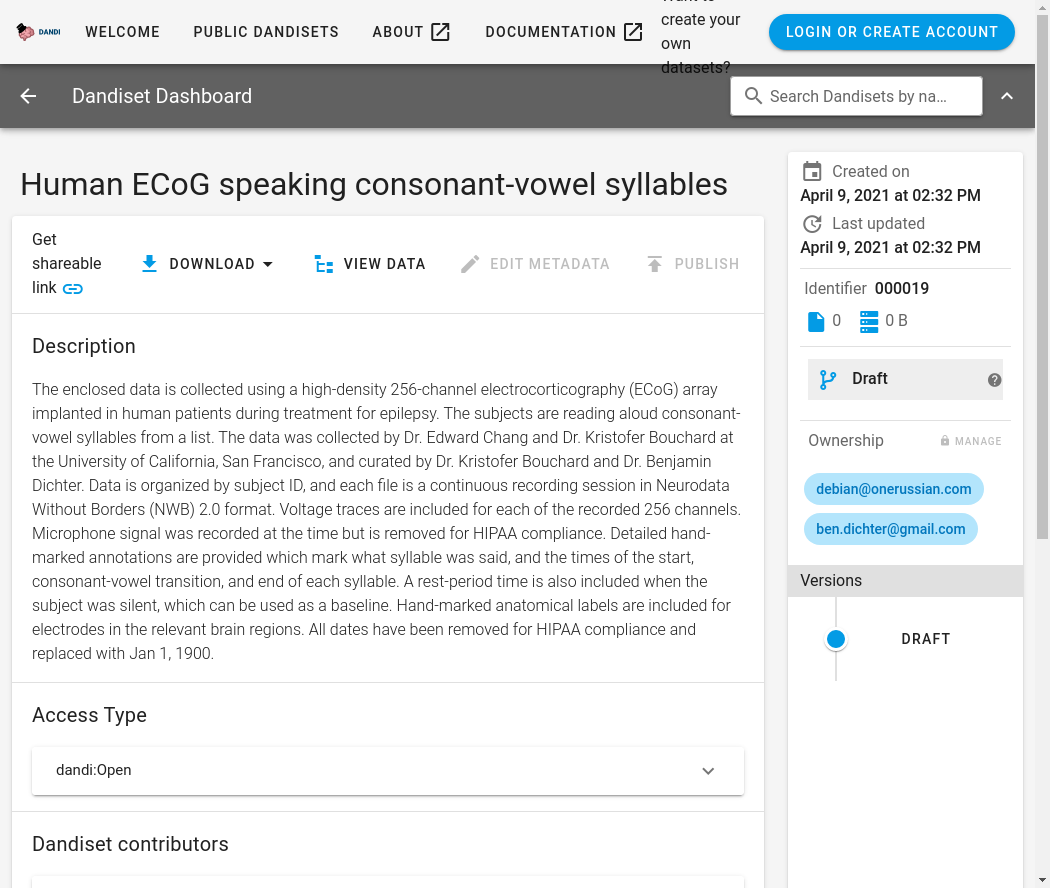 DANDI
WELCOME
PUBLIC DANDISETS
ABOUT
DOCUMENTATION
create your
own
datasets?
LOGIN OR CREATE ACCOUNT
Dandiset Dashboard
Search Dandisets by na…
Human ECoG speaking consonant-vowel syllables
Get
shareable
link
DOWNLOAD
VIEW DATA
EDIT METADATA
PUBLISH
Description
The enclosed data is collected using a high-density 256-channel electrocorticography (ECoG) array
implanted in human patients during treatment for epilepsy. The subjects are reading aloud consonant-
vowel syllables from a list. The data was collected by Dr. Edward Chang and Dr. Kristofer Bouchard at
the University of California, San Francisco, and curated by Dr. Kristofer Bouchard and Dr. Benjamin
Dichter. Data is organized by subject ID, and each file is a continuous recording session in Neurodata
Without Borders (NWB) 2.0 format. Voltage traces are included for each of the recorded 256 channels.
Microphone signal was recorded at the time but is removed for HIPAA compliance. Detailed hand-
marked annotations are provided which mark what syllable was said, and the times of the start,
consonant-vowel transition, and end of each syllable. A rest-period time is also included when the
subject was silent, which can be used as a baseline. Hand-marked anatomical labels are included for
electrodes in the relevant brain regions. All dates have been removed for HIPAA compliance and
replaced with Jan 1, 1900.
Access Type
dandi:Open
Dandiset contributors
Created on
April 9, 2021 at 02:32 PM
Last updated
April 9, 2021 at 02:32 PM
Identifier 000019
0 0 B
Draft
Ownership
MANAGE
debian@onerussian.com
ben.dichter@gmail.com
Versions
DRAFT